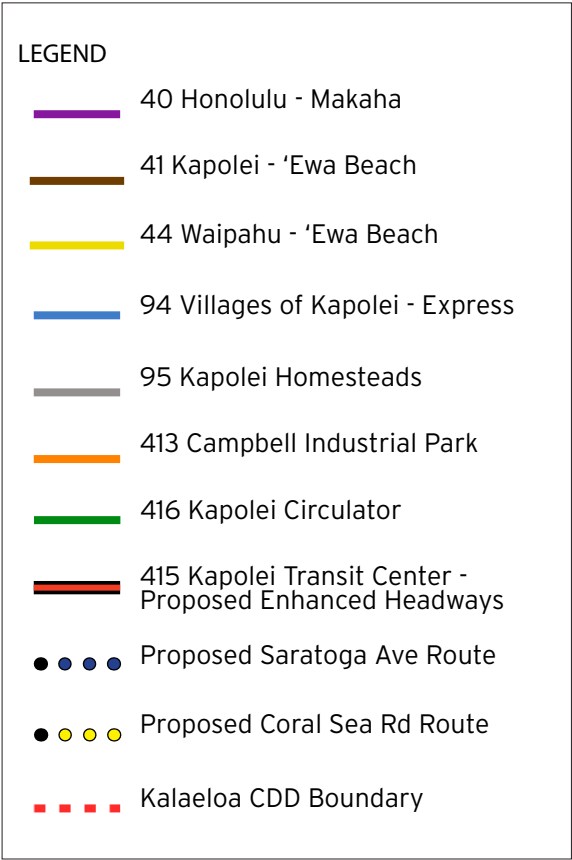 LEGEND
40 Honolulu - Makaha
41 Kapolei - ‘Ewa Beach
44 Waipahu - ‘Ewa Beach
94 Villages of Kapolei - Express
95 Kapolei Homesteads
413 Campbell Industrial Park
416 Kapolei Circulator
415 Kapolei Transit Center -
Proposed Enhanced Headways
Proposed Saratoga Ave Route
Proposed Coral Sea Rd Route
Kalaeloa CDD Boundary